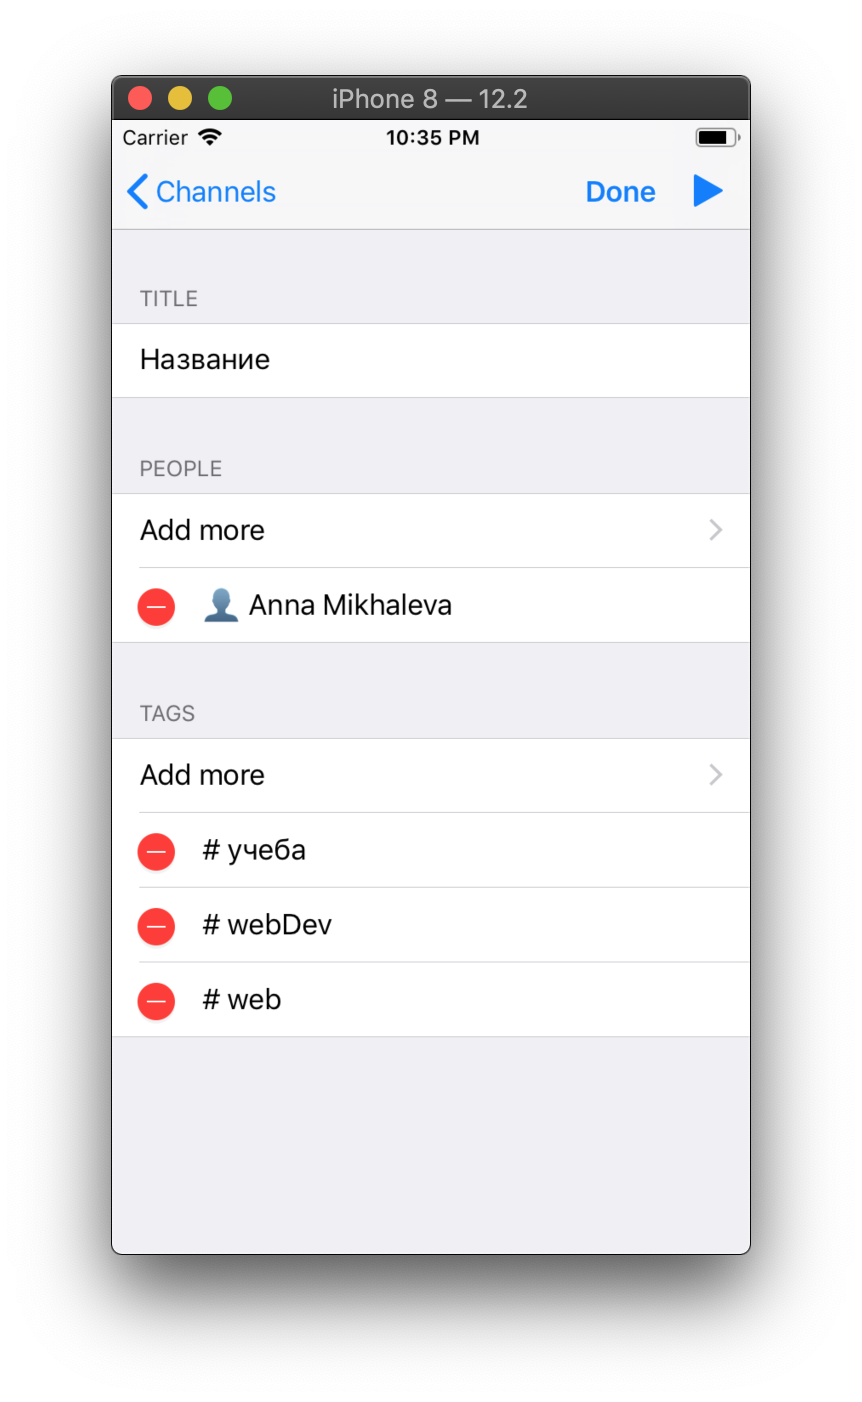 iPhone 8 — 12.2
Carrier 10:35 PM
Channels Done
TITLE
Название
PEOPLE
Add more
Anna Mikhaleva
TAGS
Add more
# учеба
# webDev
# web